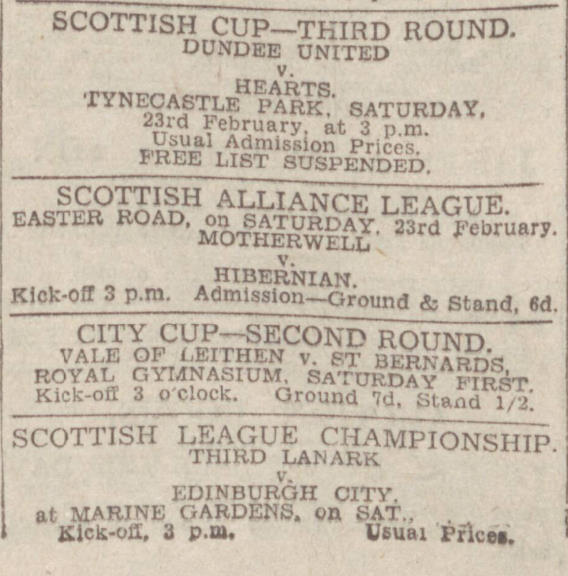 SCOTTISH CUP—THIRD ROUND.
DUNDEE UNITED
v.
HEARTS.
TYNECASTLE PARK, SATURDAY,
23rd February, at 3 p.m.
Usual Admission Prices.
FREE LIST SUSPENDED.
SCOTTISH ALLIANCE LEAGUE.
EASTER ROAD, on SATURDAY, 23rd February.
MOTHERWELL
v.
HIBERNIAN.
Kick-off 3 p.m. Admission—Ground & Stand, 6d.
CITY CUP—SECOND ROUND.
VALE OF LEITHEN v. ST BERNARDS,
ROYAL GYMNASIUM, SATURDAY FIRST.
Kick-off 3 o'clock. Ground 7d, Stand 1/2.
SCOTTISH LEAGUE CHAMPIONSHIP.
THIRD LANARK
v.
EDINBURGH CITY.
at MARINE GARDENS, on SAT.,
Kick-off, 3 p.m. Usual Prices.